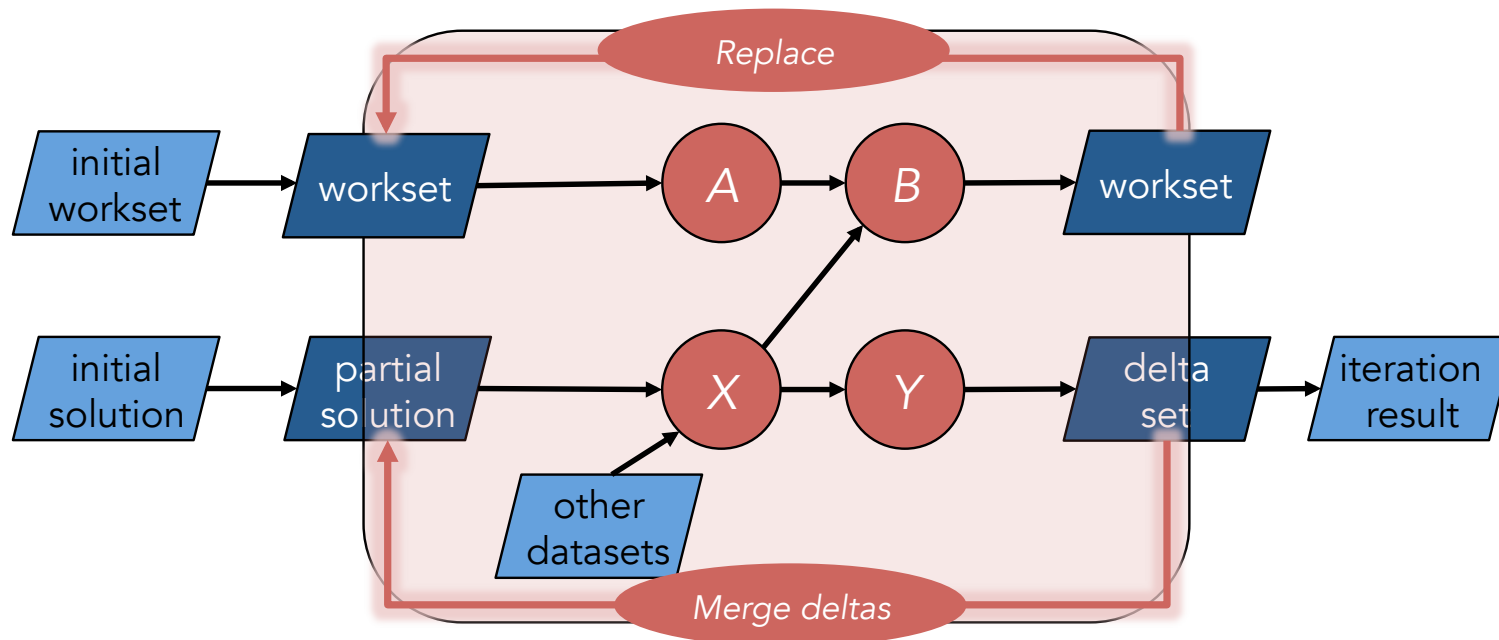 Replace
initial
workset
workset
A
B
workset
initial
solution
partial
solution
X
Y
delta
set
iteration
result
other
datasets
Merge deltas